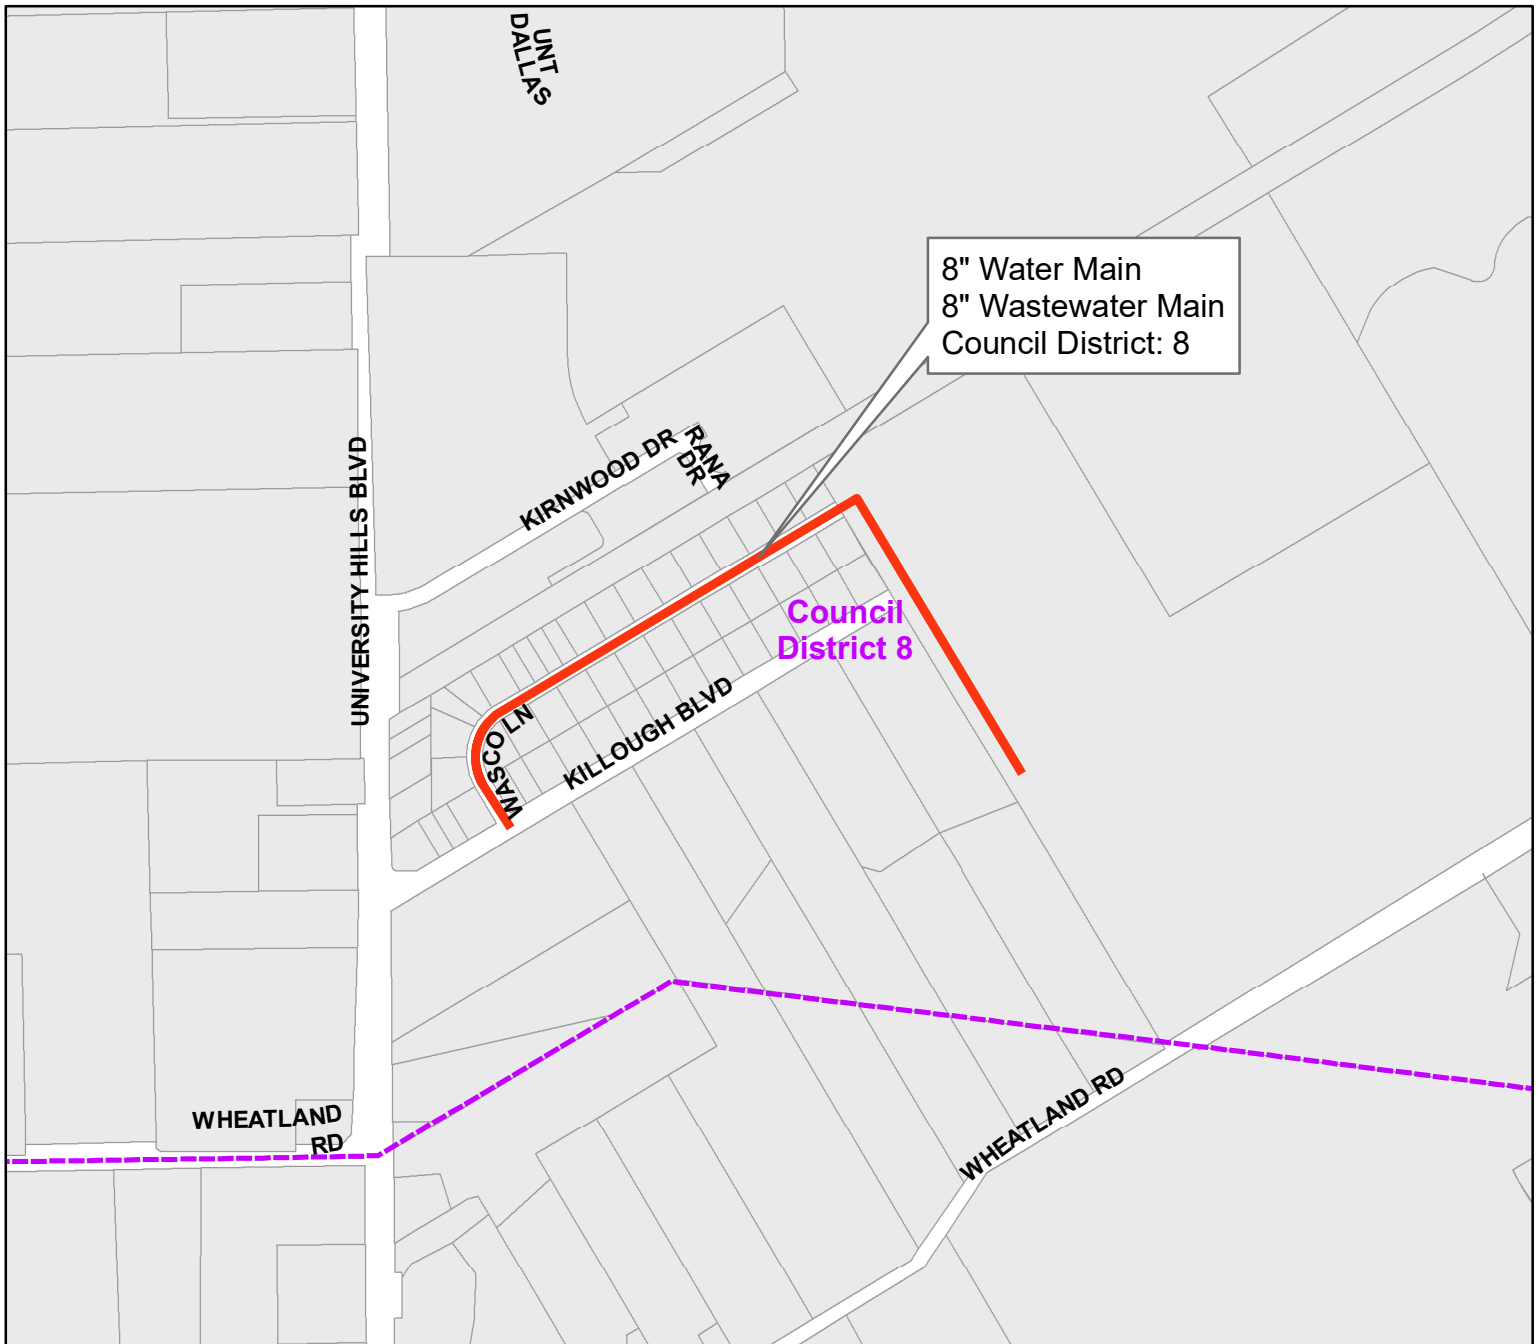 UNT
DALLAS
8" Water Main
8" Wastewater Main
Council District: 8
KIRNWOOD DR
RANA
DR
UNIVERSITY HILLS BLVD
Council
District 8
WASCO LN
KILLOUGH BLVD
WHEATLAND
RD
WHEATLAND RD